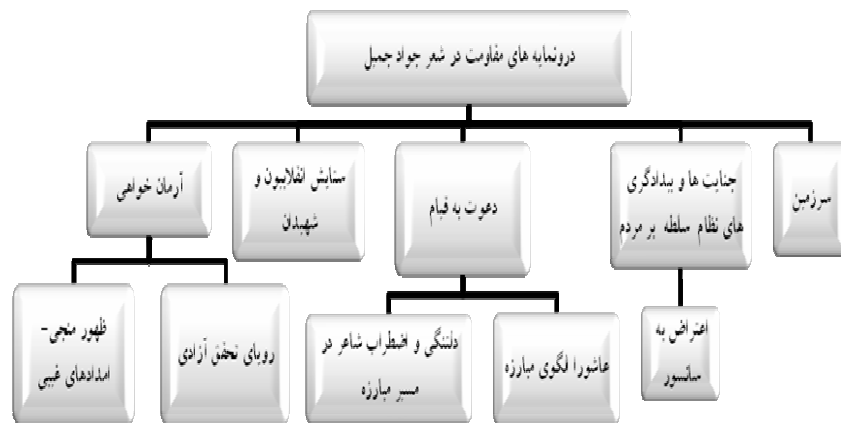 درونمایه های مقاومت در شعر جواد جمیل
سرزمین
جنایت ها و بیدادگری
های نظام سلطه بر مردم
دعوت به قیام
ستایش انقلابیون و
شهیدان
آرمان خواهی
اعتراض به
سانسور
عاشورا الگوی مبارزه
دلتنگی و اضطراب شاعر در
مسیر مبارزه
رویای تحقق آزادی
ظهور منجی-
امدادهای غیبی